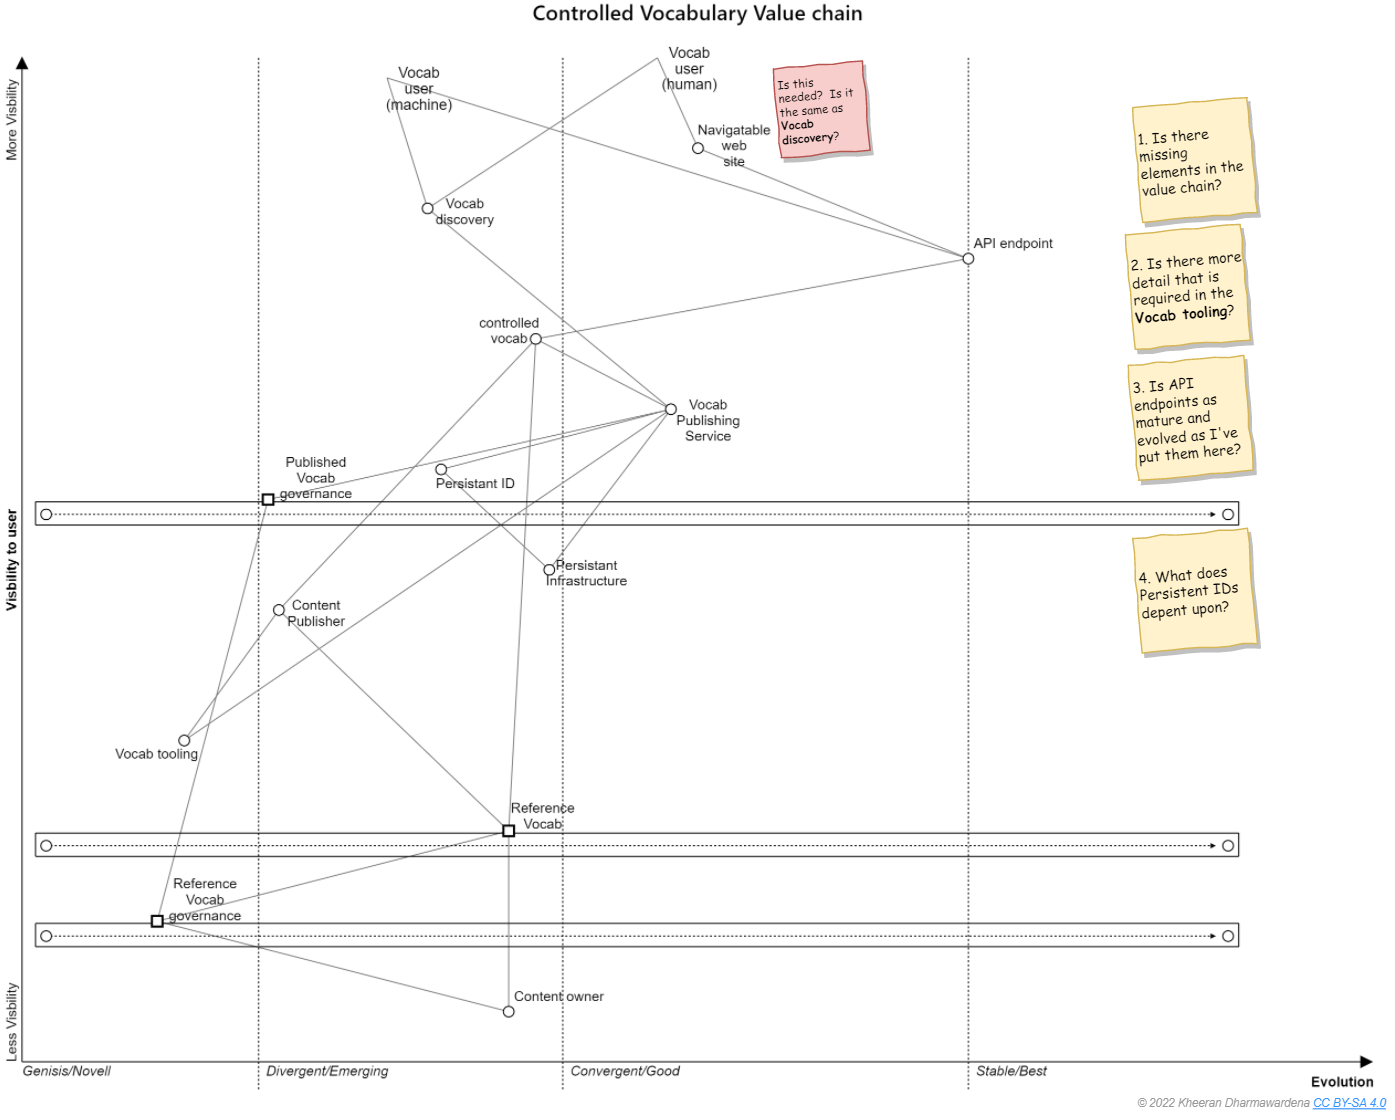 Controlled Vocabulary Value chain
More Visbility
Vocab
user
(machine)
Vocab
user
(human)
Is this
needed? Is it
the same as
Vocab
discovery?
Navigatable
web
site
1. Is there
missing
elements in the
value chain?
Vocab
discovery
API endpoint
2. Is there more
detail that is
required in the
Vocab tooling?
controlled
vocab
3. Is API
endpoints as
mature and
evolved as I've
put them here?
Vocab
Publishing
Service
Published
Vocab
governance
Persistant ID
Visbility to user
Persistant
Infrastructure
4. What does
Persistent IDs
depent upon?
Content
Publisher
Vocab tooling
Reference
Vocab
Reference
Vocab
governance
Content owner
Less Visbility
Genisis/Novell
Divergent/Emerging
Convergent/Good
Stable/Best
Evolution
© 2022 Kheeran Dharmawardena CC BY-SA 4.0